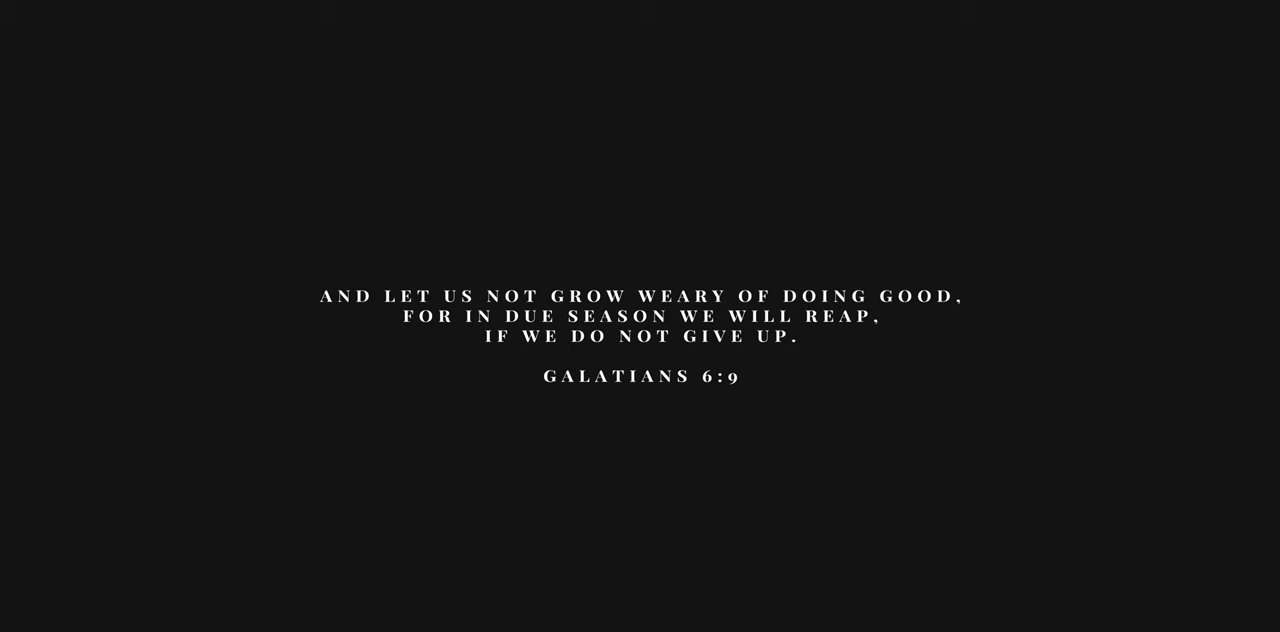 AND LET US NOT GROW WEARY OF DOING GOOD,
FOR IN DUE SEASON WE WILL REAP,
IF WE DO NOT GIVE UP.
GALATIANS 6:9